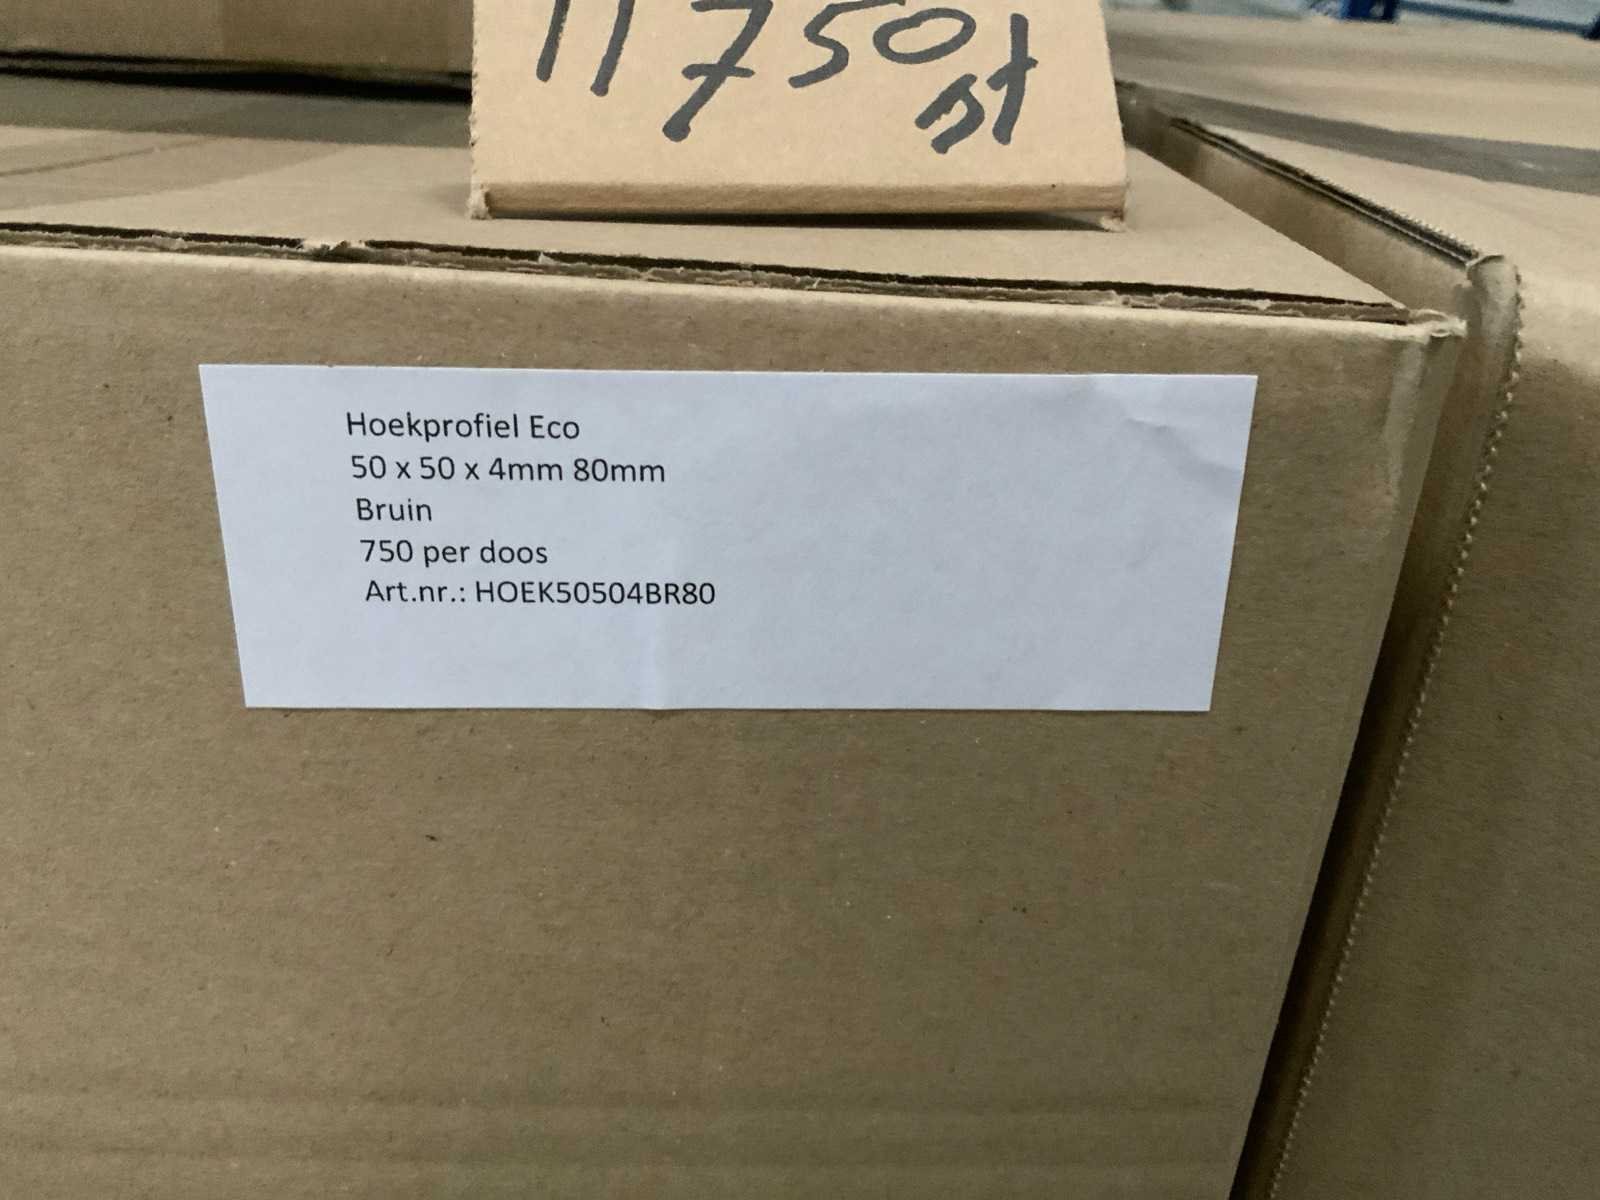 11750 st
Hoekprofiel Eco
50 x 50 x 4mm 80mm
Bruin
750 per doos
Art.nr.: HOEK50504BR80